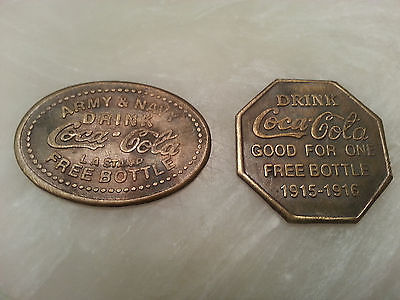 ARMY & NAVY
DRINK
Coca-Cola
FREE BOTTLE
DRINK
Coca-Cola
GOOD FOR ONE
FREE BOTTLE
1915-1916